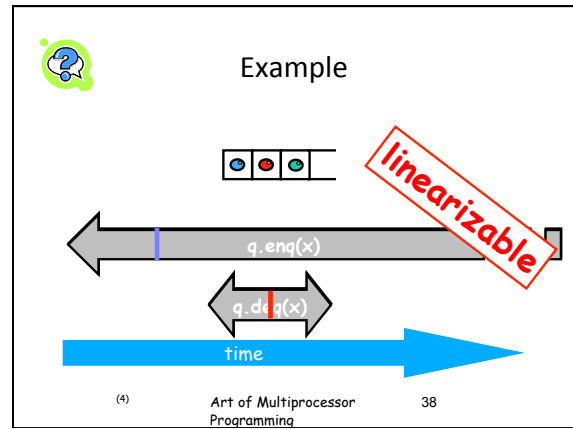 Example
linearizable
q.enq(x)
q.deq(x)
time
(4)
Art of Multiprocessor
Programming
38